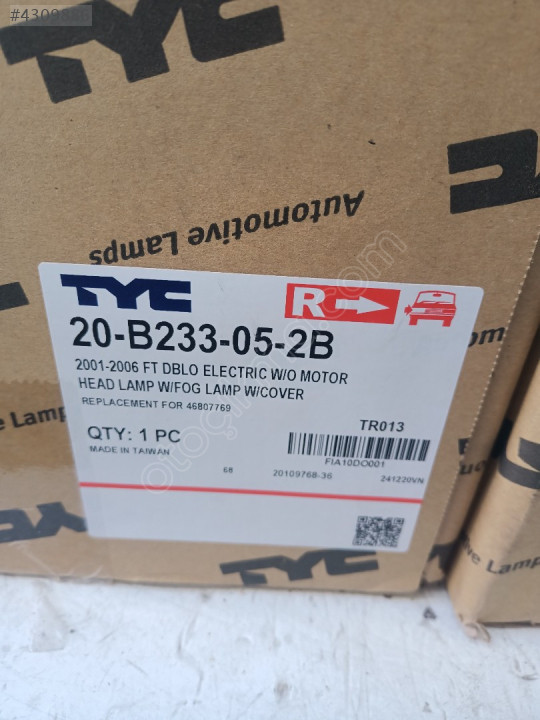 TYC
Automotive Lamps
TYC
R
20-B233-05-2B
2001-2006 FT DBLO ELECTRIC W/O MOTOR
HEAD LAMP W/FOG LAMP W/COVER
REPLACEMENT FOR 46807769
QTY: 1 PC
TR013
MADE IN TAIWAN
FIA10DO001
68
20109768-36
241220VN
TYC